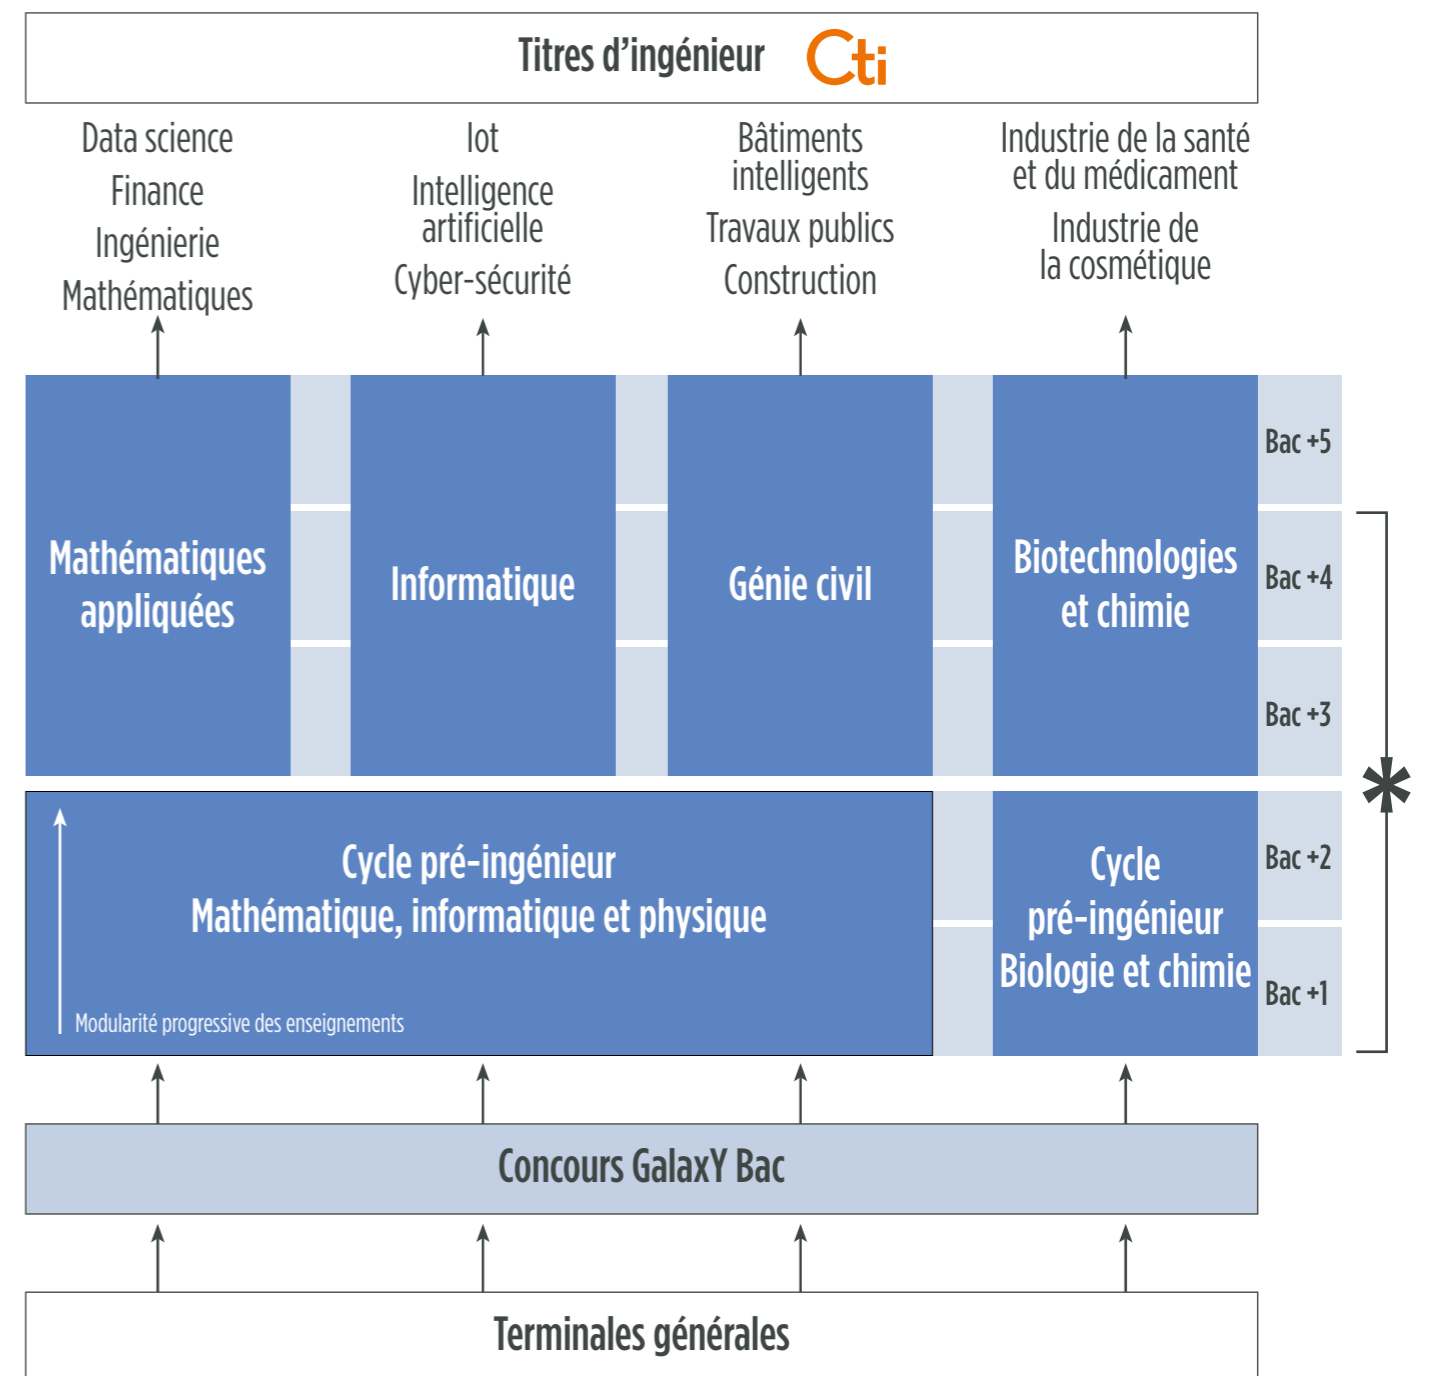 Titres d'ingénieur Cti
Data science
Finance
Ingénierie
Mathématiques
Iot
Intelligence
artificielle
Cyber-sécurité
Bâtiments
intelligents
Travaux publics
Construction
Industrie de la santé
et du médicament
Industrie de
la cosmétique
Mathématiques
appliquées
Informatique
Génie civil
Biotechnologies
et chimie
Bac +5
Bac +4
Bac +3
Cycle pré-ingénieur
Mathématique, informatique et physique
Modularité progressive des enseignements
Cycle
pré-ingénieur
Biologie et chimie
Bac +2
Bac +1
*
Concours GalaxY Bac
Terminales générales